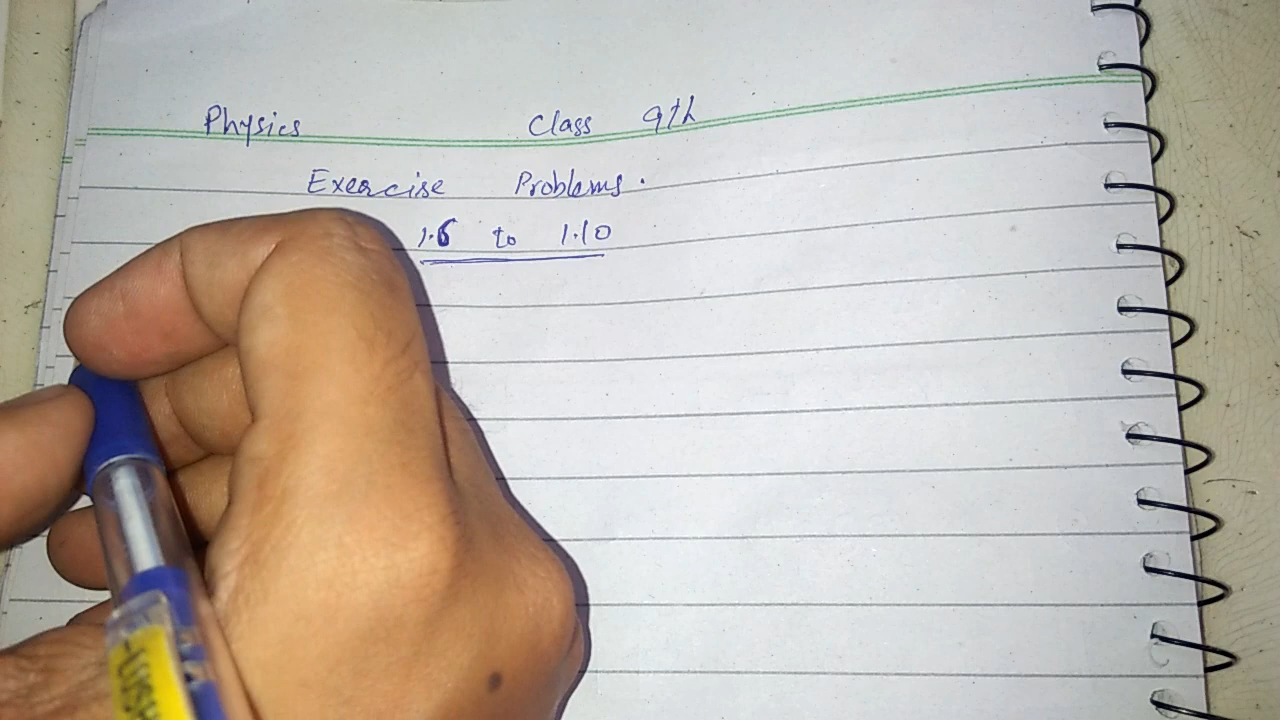 Physics Class 9th
Exercise Problems.
1.6 to 1.10